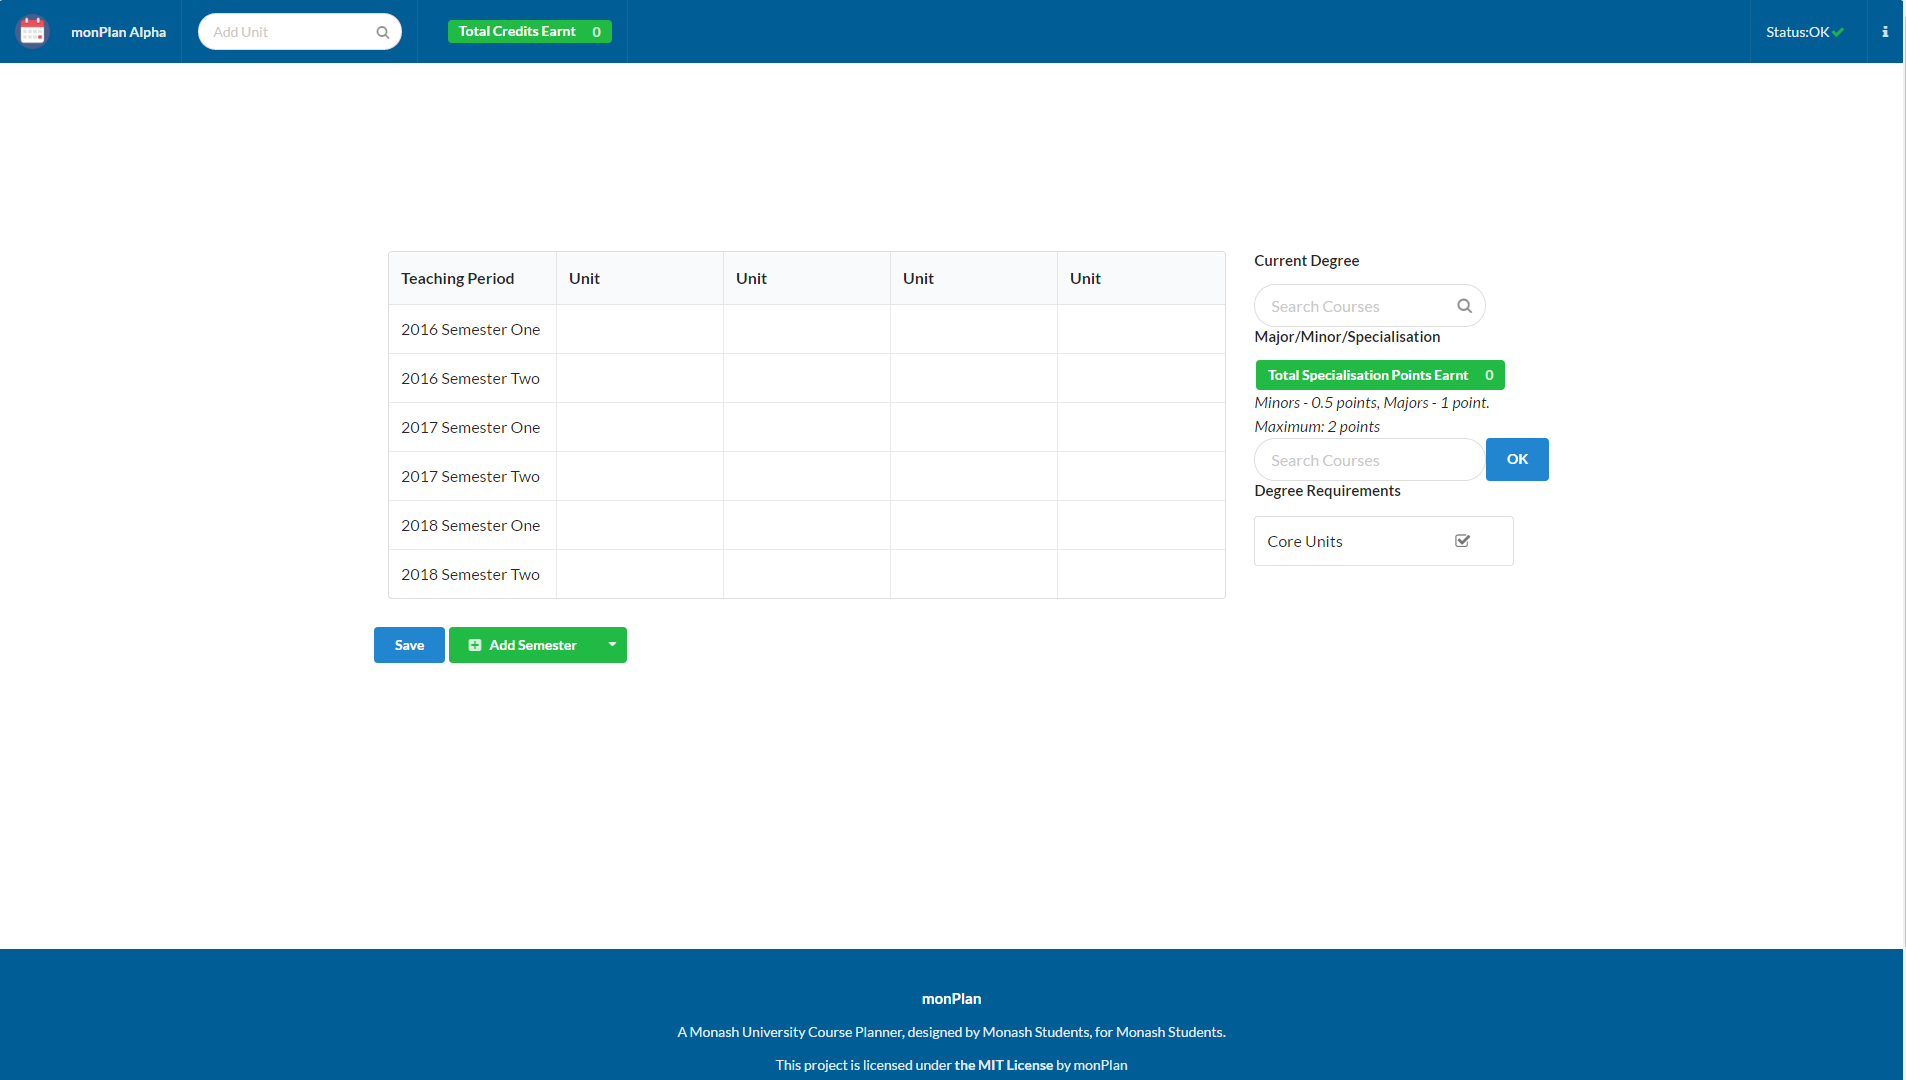 monPlan Alpha
Add Unit
Total Credits Earnt 0
Status:OK
Teaching Period Unit Unit Unit Unit
2016 Semester One
2016 Semester Two
2017 Semester One
2017 Semester Two
2018 Semester One
2018 Semester Two
Save
Add Semester
Current Degree
Search Courses
Major/Minor/Specialisation
Total Specialisation Points Earnt 0
Minors - 0.5 points, Majors - 1 point.
Maximum: 2 points
Search Courses OK
Degree Requirements
Core Units
monPlan
A Monash University Course Planner, designed by Monash Students, for Monash Students.
This project is licensed under the MIT License by monPlan